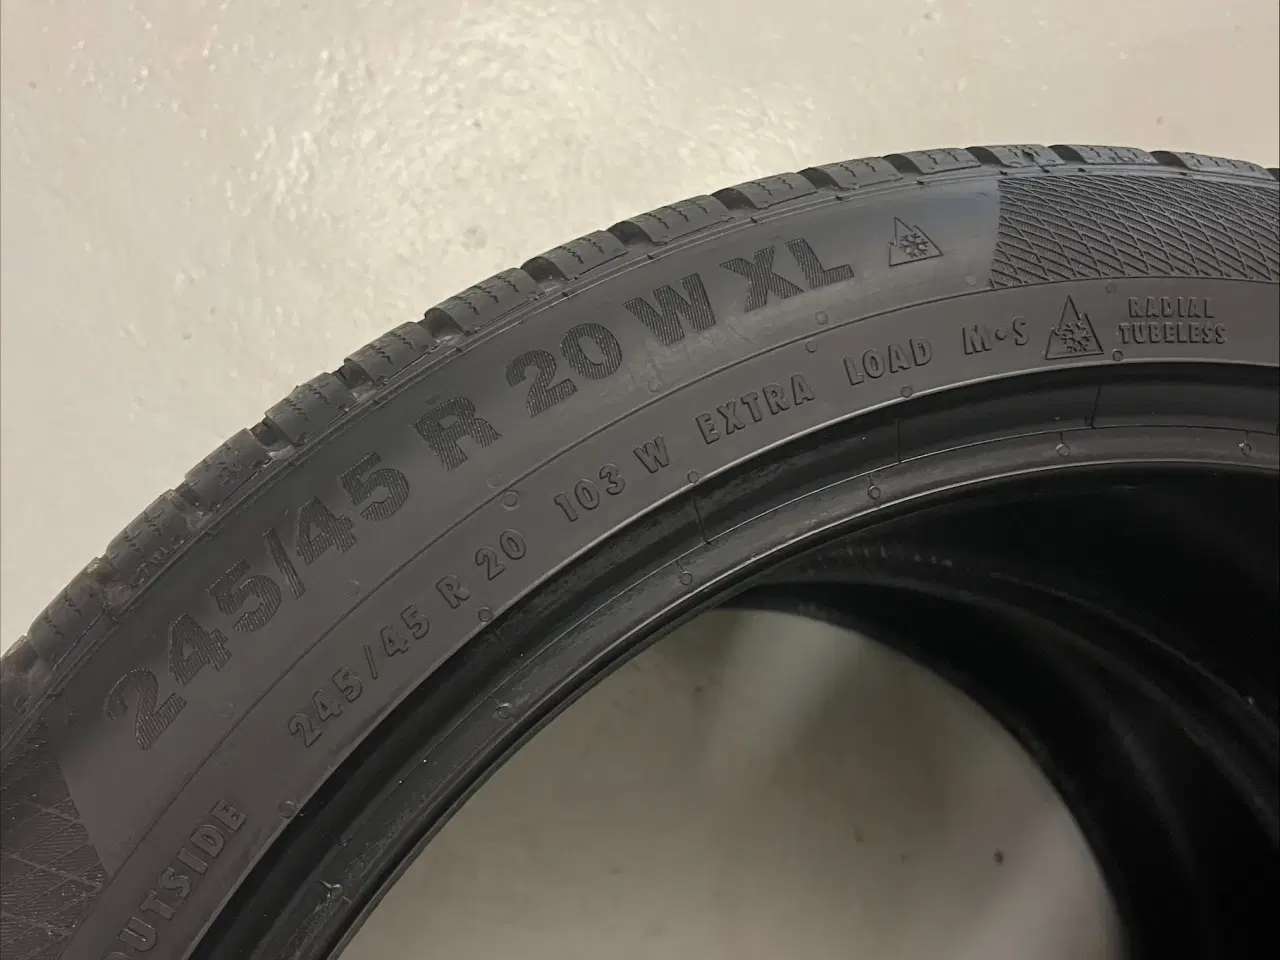 245/45 R 20 W XL
245/45 R 20 103 W EXTRA LOAD M•S
RADIAL
TUBELESS
OUTSIDE